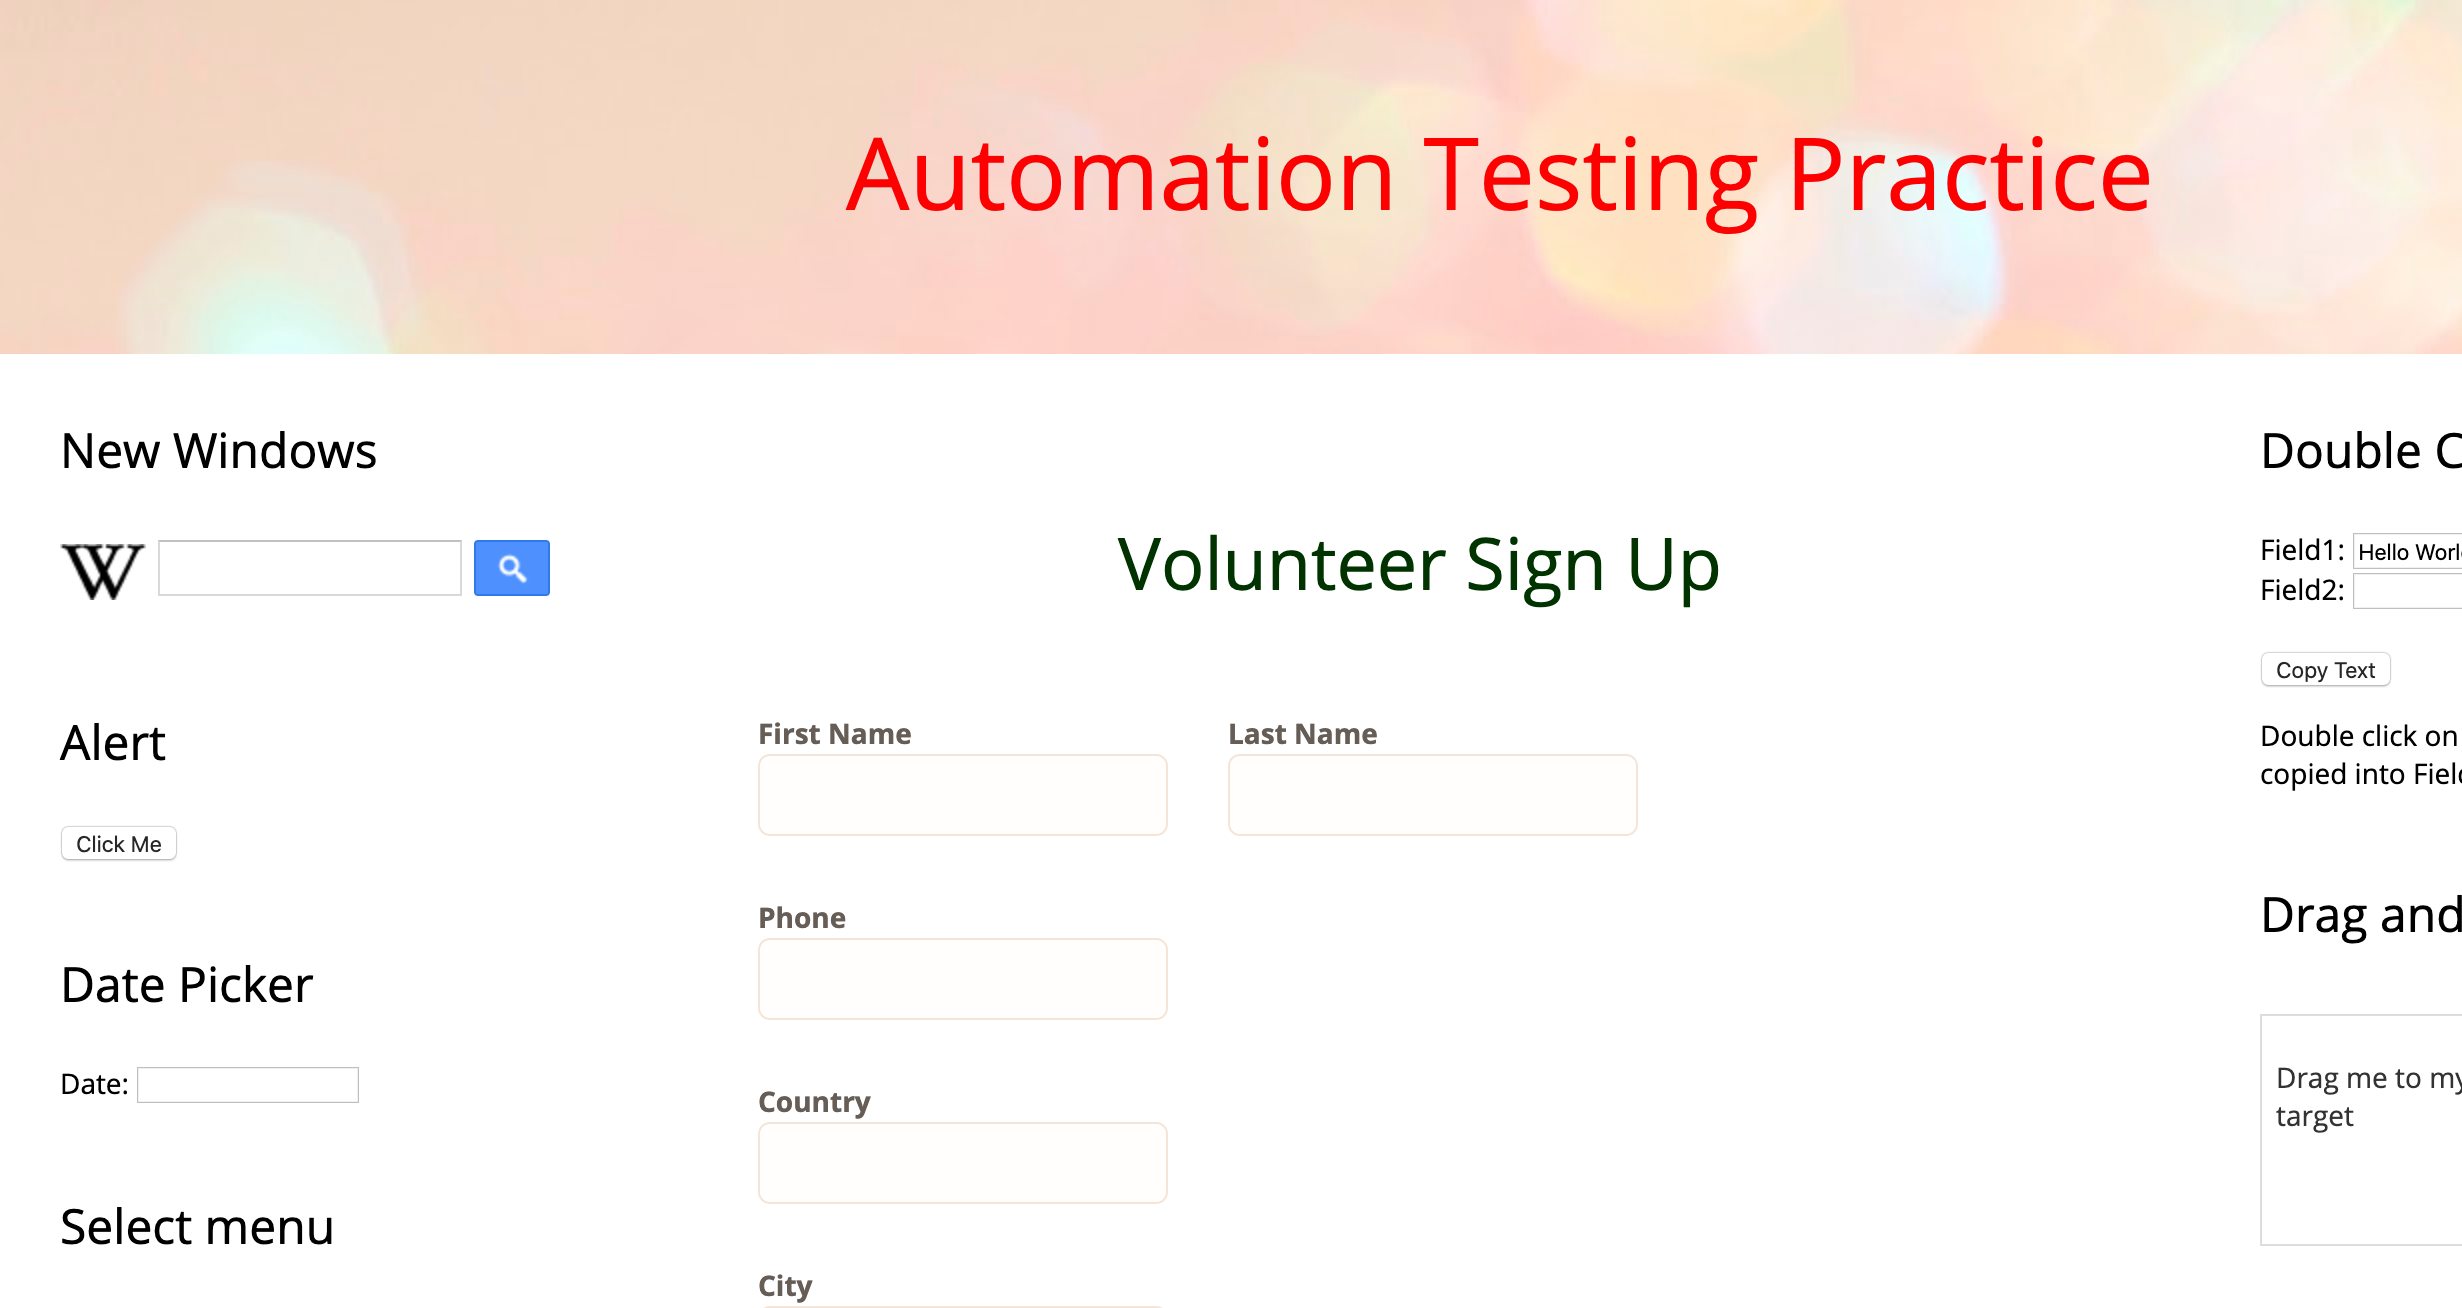 Automation Testing Practice
New Windows
W
Alert
Click Me
Date Picker
Date:
Select menu
Volunteer Sign Up
First Name
Last Name
Phone
Country
City
Double C
Field1: Hello Worl
Field2:
Copy Text
Double click on
copied into Fiel
Drag and
Drag me to my
target